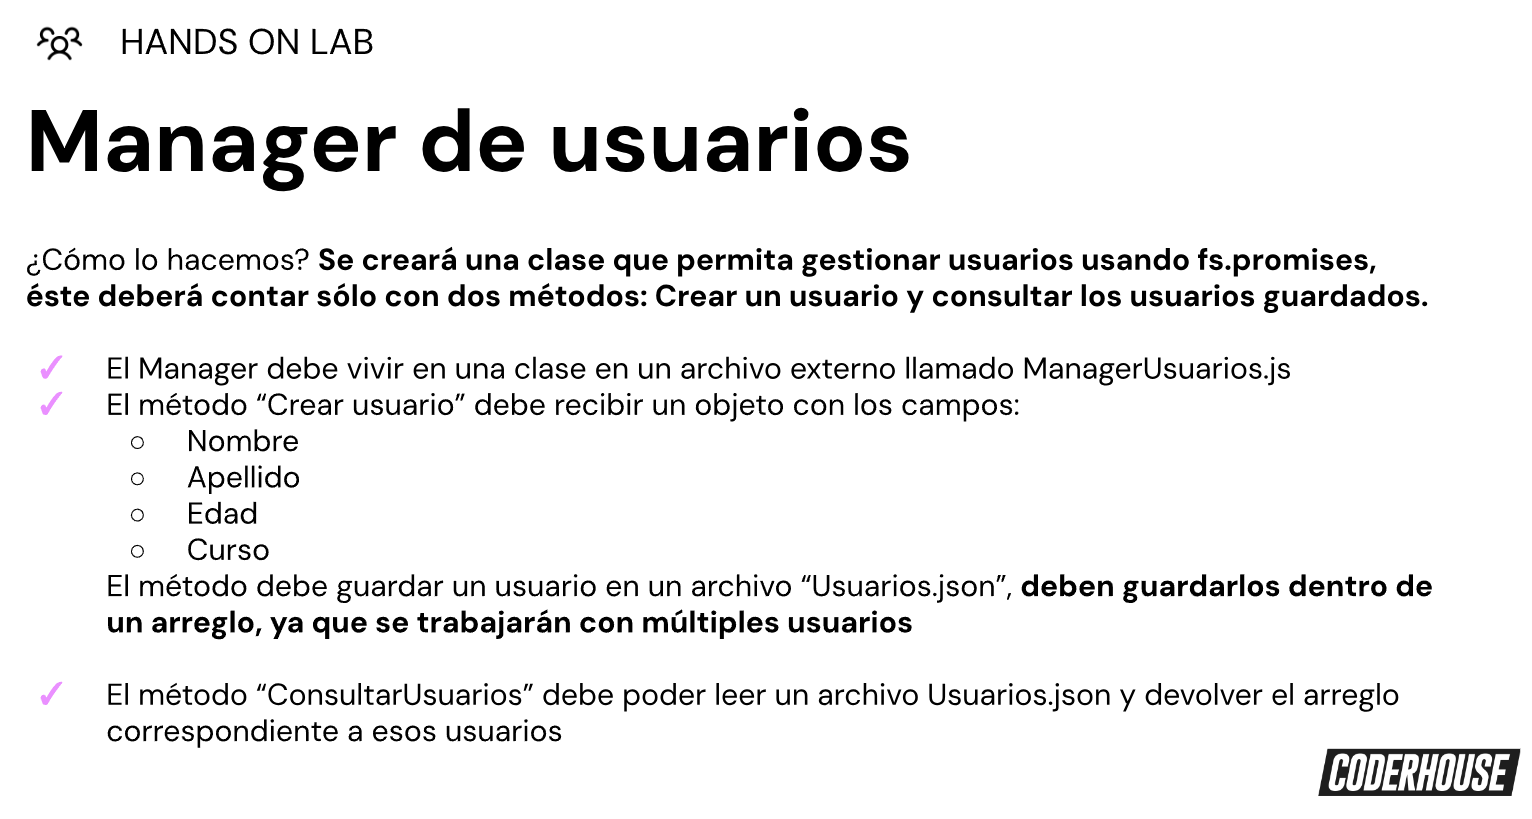 HANDS ON LAB
Manager de usuarios
¿Cómo lo hacemos? Se creará una clase que permita gestionar usuarios usando fs.promises,
éste deberá contar sólo con dos métodos: Crear un usuario y consultar los usuarios guardados.
✓ El Manager debe vivir en una clase en un archivo externo llamado ManagerUsuarios.js
✓ El método “Crear usuario” debe recibir un objeto con los campos:
○ Nombre
○ Apellido
○ Edad
○ Curso
El método debe guardar un usuario en un archivo “Usuarios.json”, deben guardarlos dentro de
un arreglo, ya que se trabajarán con múltiples usuarios
✓ El método “ConsultarUsuarios” debe poder leer un archivo Usuarios.json y devolver el arreglo
correspondiente a esos usuarios
CODERHOUSE